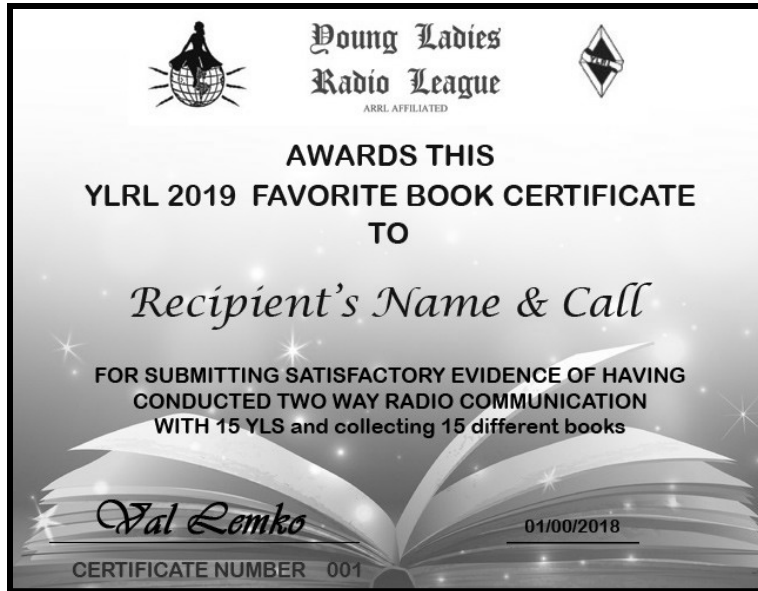 Young Ladies'
Radio League
ARRL AFFILIATED
YLRL
AWARDS THIS
YLRL 2019 FAVORITE BOOK CERTIFICATE
TO
Recipient's Name & Call
FOR SUBMITTING SATISFACTORY EVIDENCE OF HAVING
CONDUCTED TWO WAY RADIO COMMUNICATION
WITH 15 YLS and collecting 15 different books
Val Lemko
01/00/2018
CERTIFICATE NUMBER 001